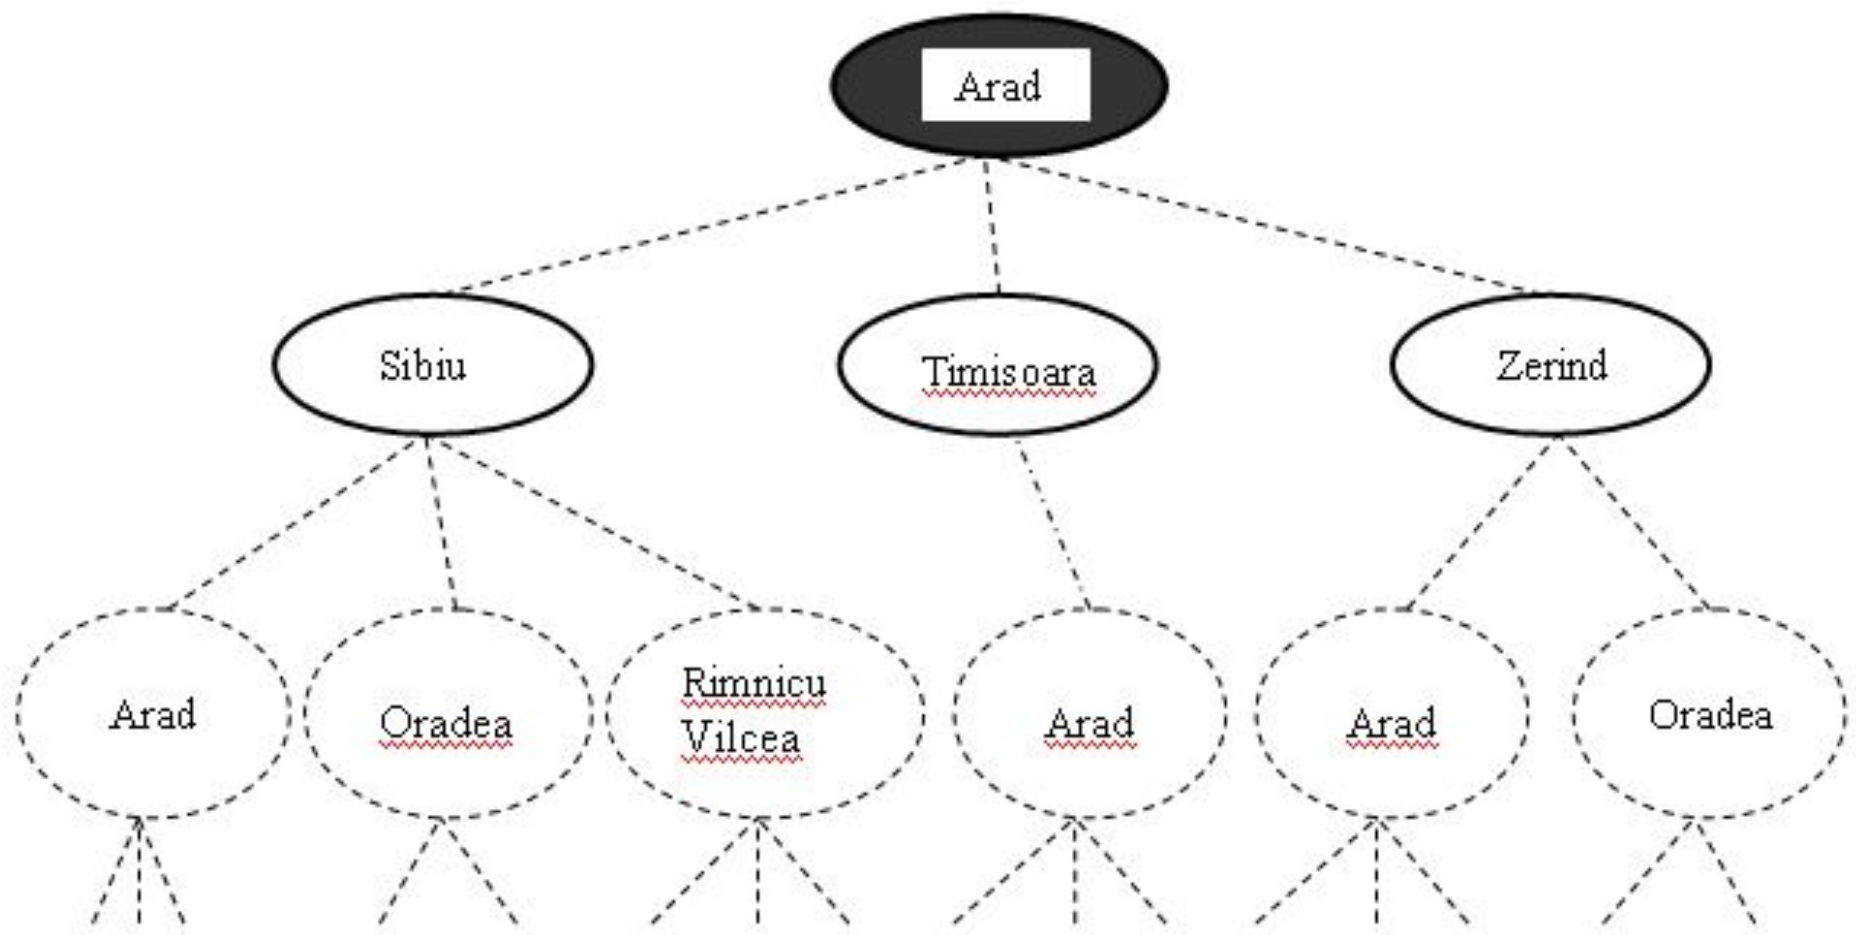 Arad
Sibiu
Timisoara
Zerind
Arad
Oradea
Rimnicu
Vilcea
Arad
Arad
Oradea